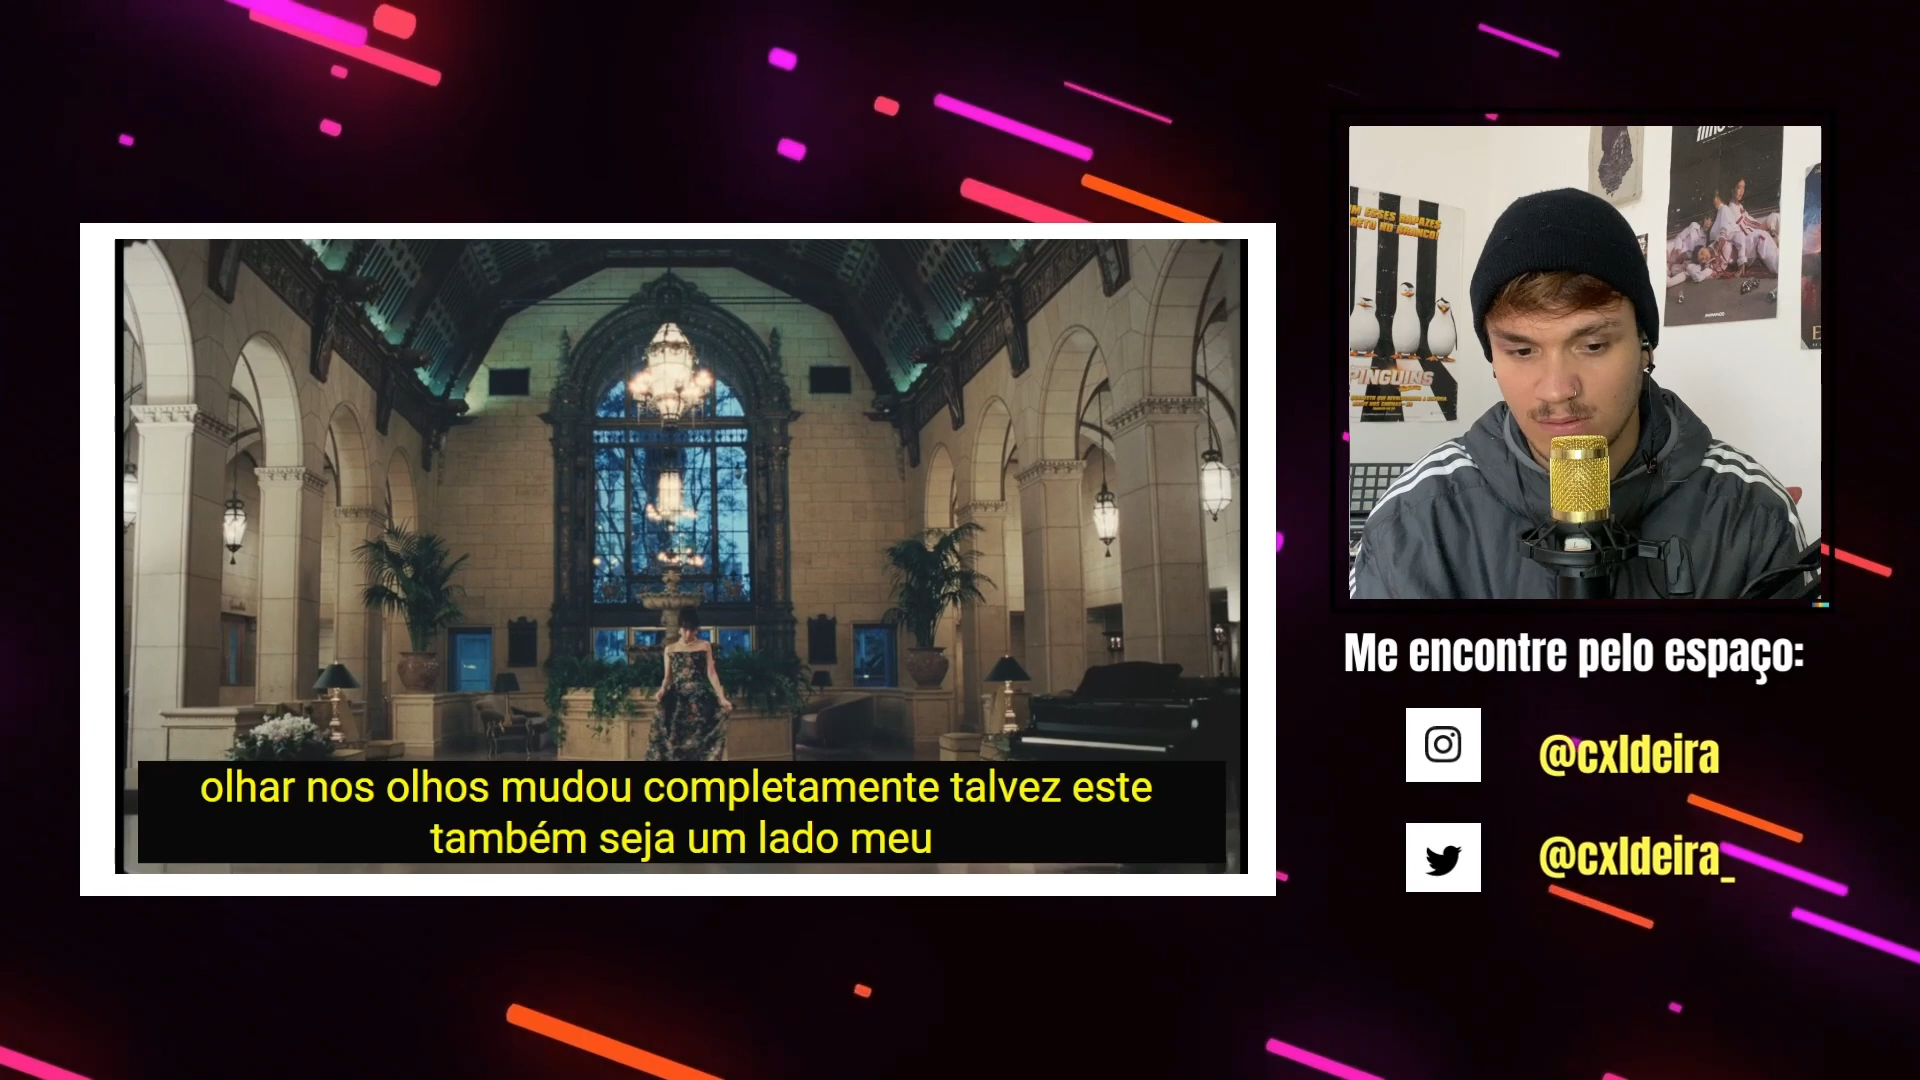 olhar nos olhos mudou completamente talvez este
também seja um lado meu
PINGUINS
Me encontre pelo espaço:
@cxldeira
@cxldeira_